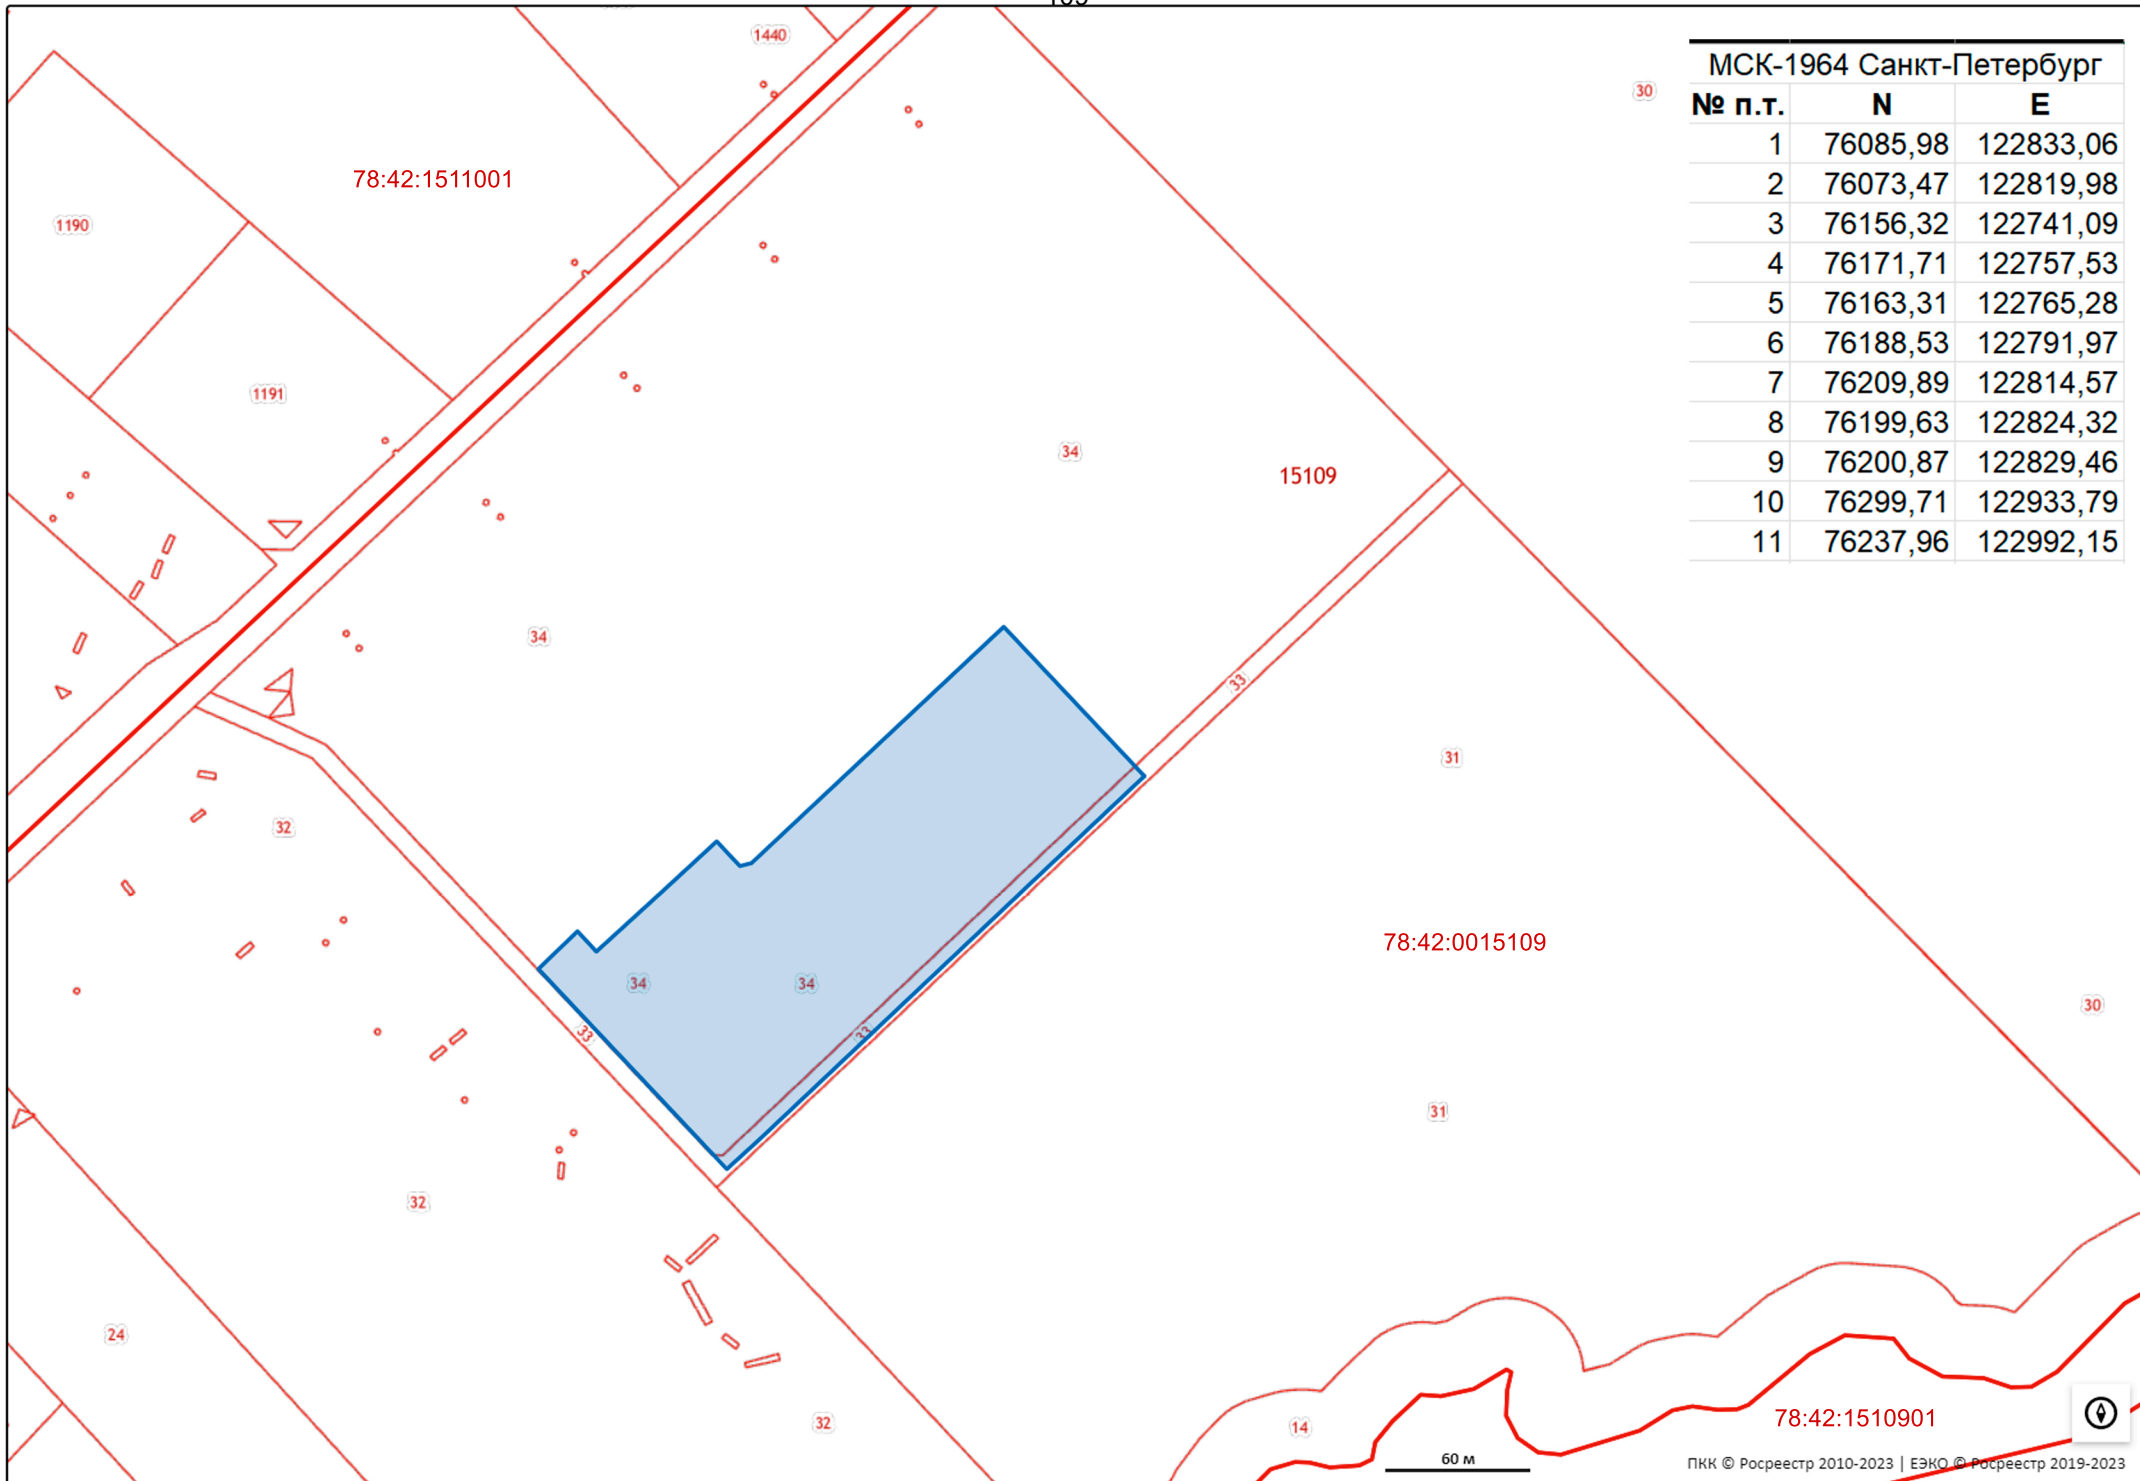 1440
30
МСК-1964 Санкт-Петербург
№ п.т. N E
1 76085,98 122833,06
2 76073,47 122819,98
3 76156,32 122741,09
4 76171,71 122757,53
5 76163,31 122765,28
6 76188,53 122791,97
7 76209,89 122814,57
8 76199,63 122824,32
9 76200,87 122829,46
10 76299,71 122933,79
11 76237,96 122992,15
78:42:1511001
1190
1191
34
15109
34
33
31
32
78:42:0015109
34
34
30
33
33
31
32
24
32
14
78:42:1510901
60 м
ПКК © Росреестр 2010-2023 | ЕЭКО © Росреестр 2019-2023